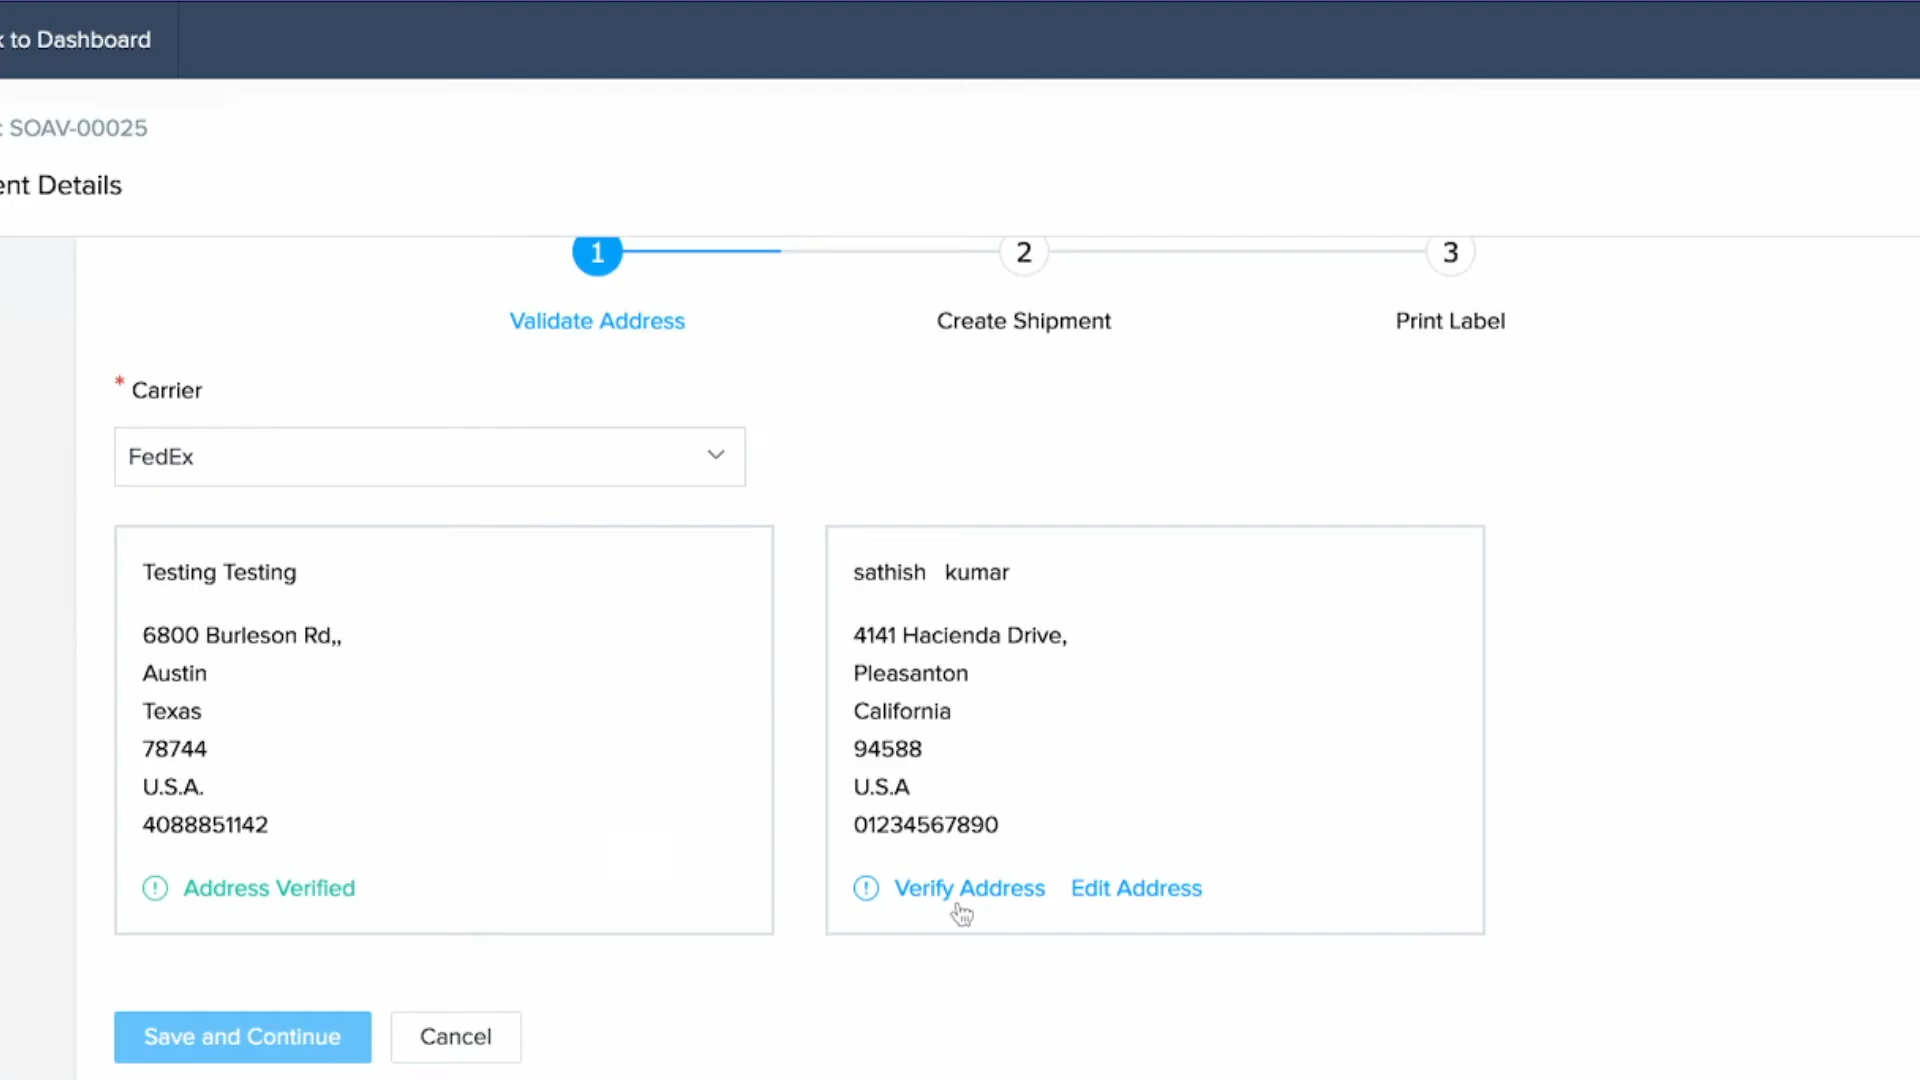 to Dashboard
: SOAV-00025
Details
1
2
3
Validate Address
Create Shipment
Print Label
* Carrier
FedEx
Testing Testing
6800 Burleson Rd,,
Austin
Texas
78744
U.S.A.
4088851142
! Address Verified
sathish kumar
4141 Hacienda Drive,
Pleasanton
California
94588
U.S.A
01234567890
! Verify Address Edit Address
Save and Continue
Cancel